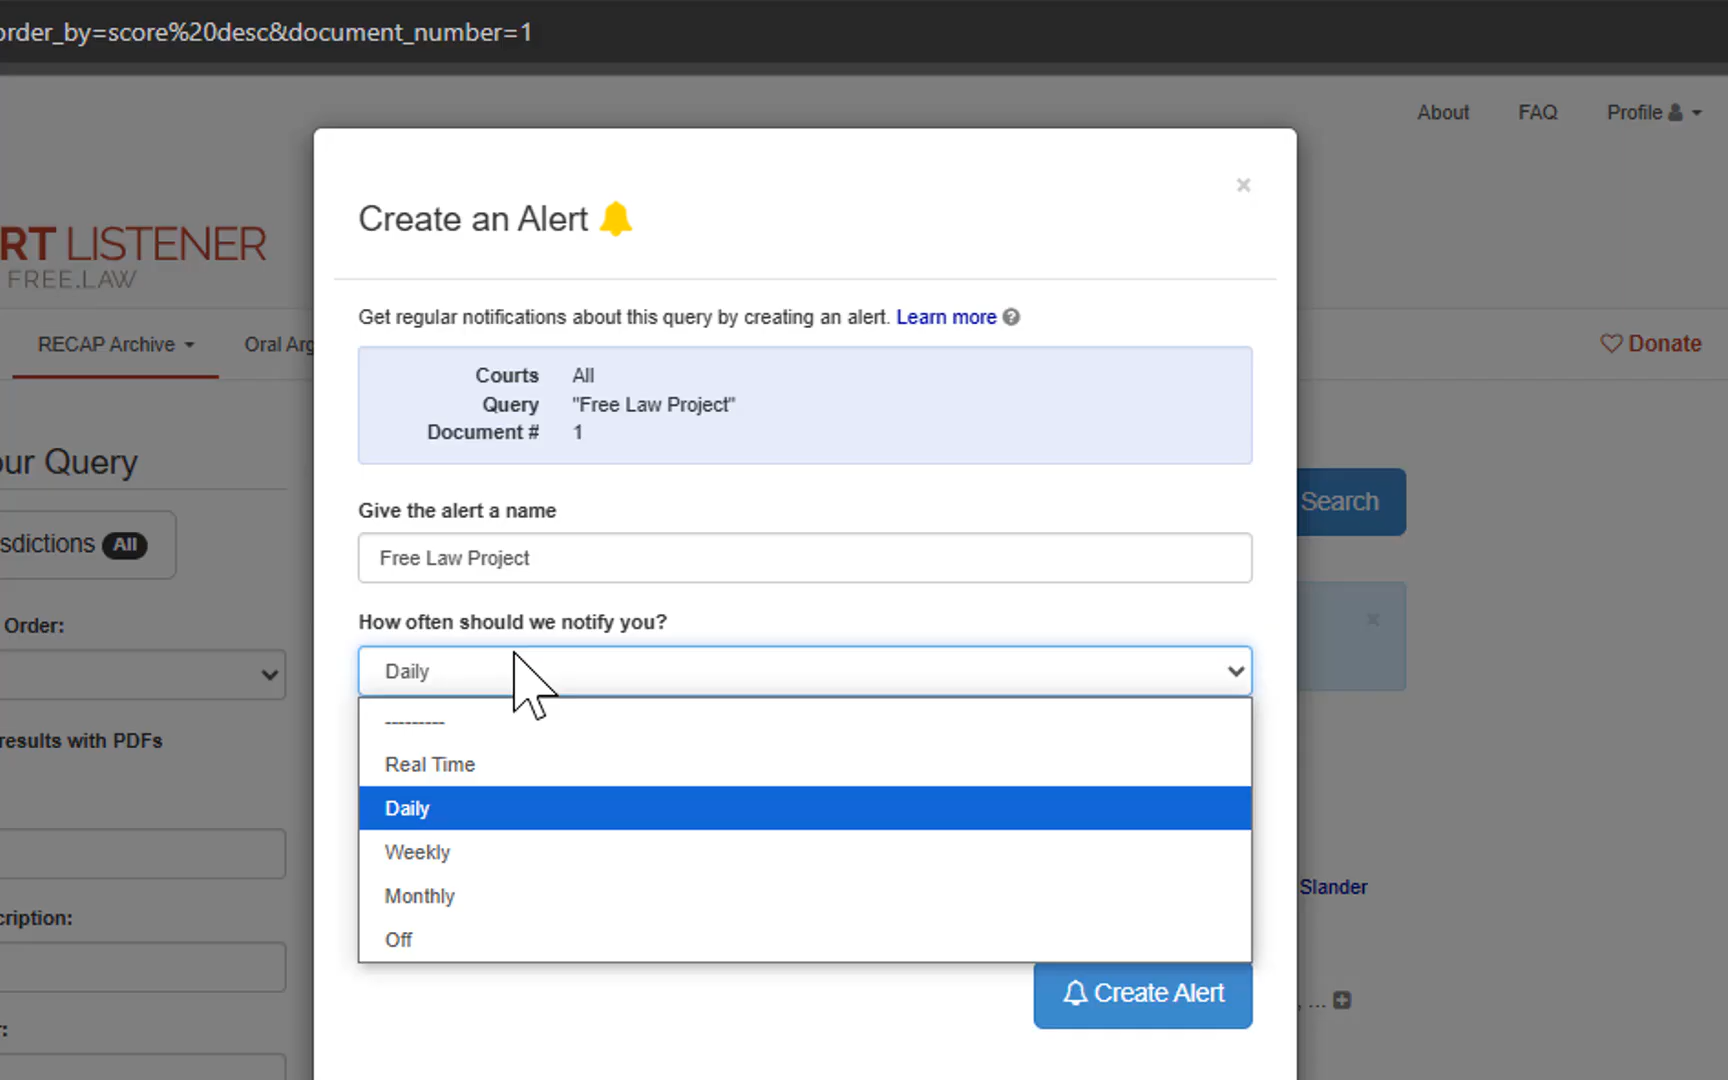 order_by=score%20desc&document_number=1
About FAQ Profile
Create an Alert
×
RT LISTENER
FREE.LAW
Get regular notifications about this query by creating an alert. Learn more
RECAP Archive Oral Arg
Donate
Courts All
Query "Free Law Project"
Document # 1
our Query
Search
Give the alert a name
sdictions All
Free Law Project
Order:
How often should we notify you?
×
Daily
---------
results with PDFs
Real Time
Daily
Weekly
Slander
Monthly
cription:
Off
Create Alert
, ...
r: